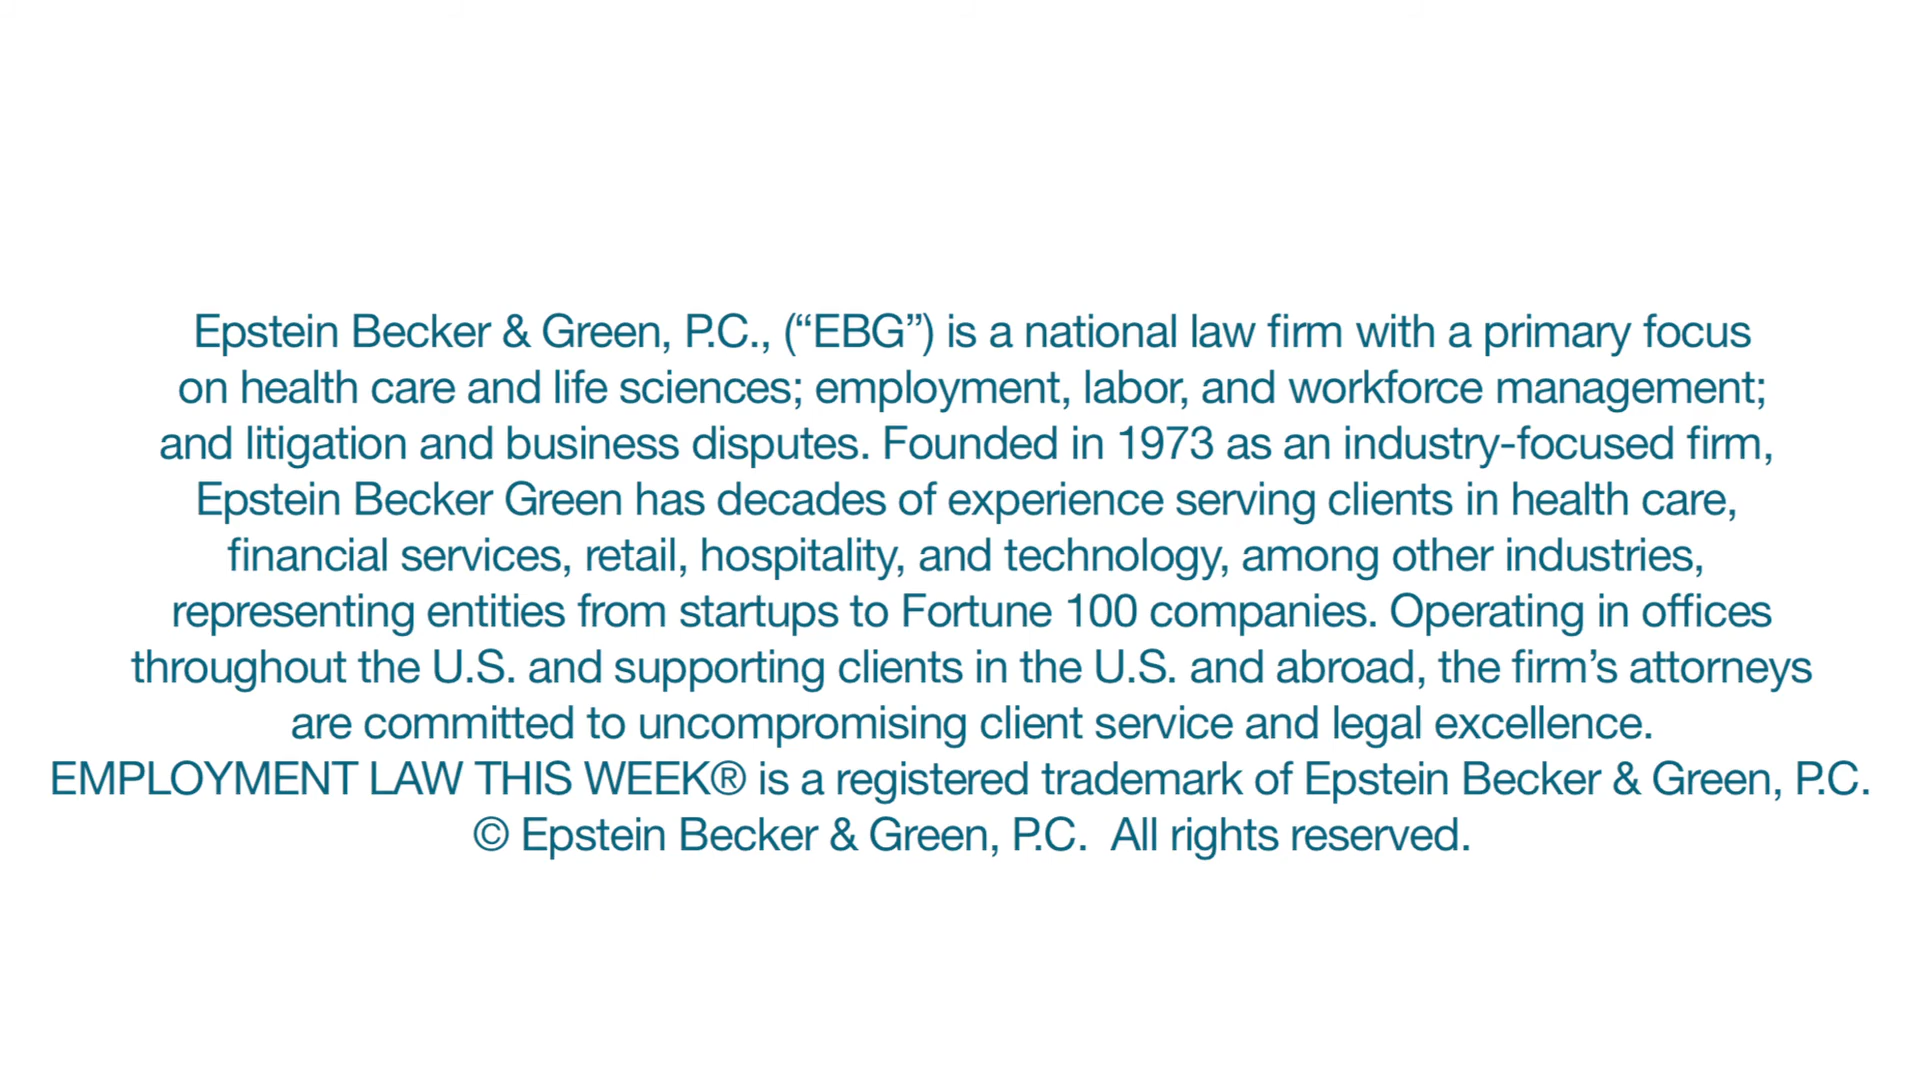 Epstein Becker & Green, P.C., (“EBG”) is a national law firm with a primary focus
on health care and life sciences; employment, labor, and workforce management;
and litigation and business disputes. Founded in 1973 as an industry-focused firm,
Epstein Becker Green has decades of experience serving clients in health care,
financial services, retail, hospitality, and technology, among other industries,
representing entities from startups to Fortune 100 companies. Operating in offices
throughout the U.S. and supporting clients in the U.S. and abroad, the firm’s attorneys
are committed to uncompromising client service and legal excellence.
EMPLOYMENT LAW THIS WEEK® is a registered trademark of Epstein Becker & Green, P.C.
© Epstein Becker & Green, P.C.  All rights reserved.